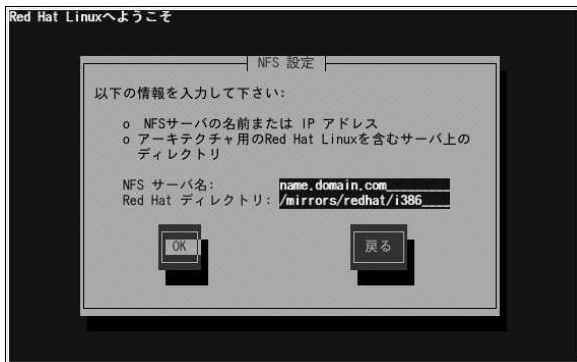 Red Hat Linuxへようこそ
NFS 設定
以下の情報を入力して下さい:
o NFSサーバの名前または IP アドレス
o アーキテクチャ用のRed Hat Linuxを含むサーバ上の
ディレクトリ
NFS サーバ名: name.domain.com
Red Hat ディレクトリ: /mirrors/redhat/i386
OK 戻る